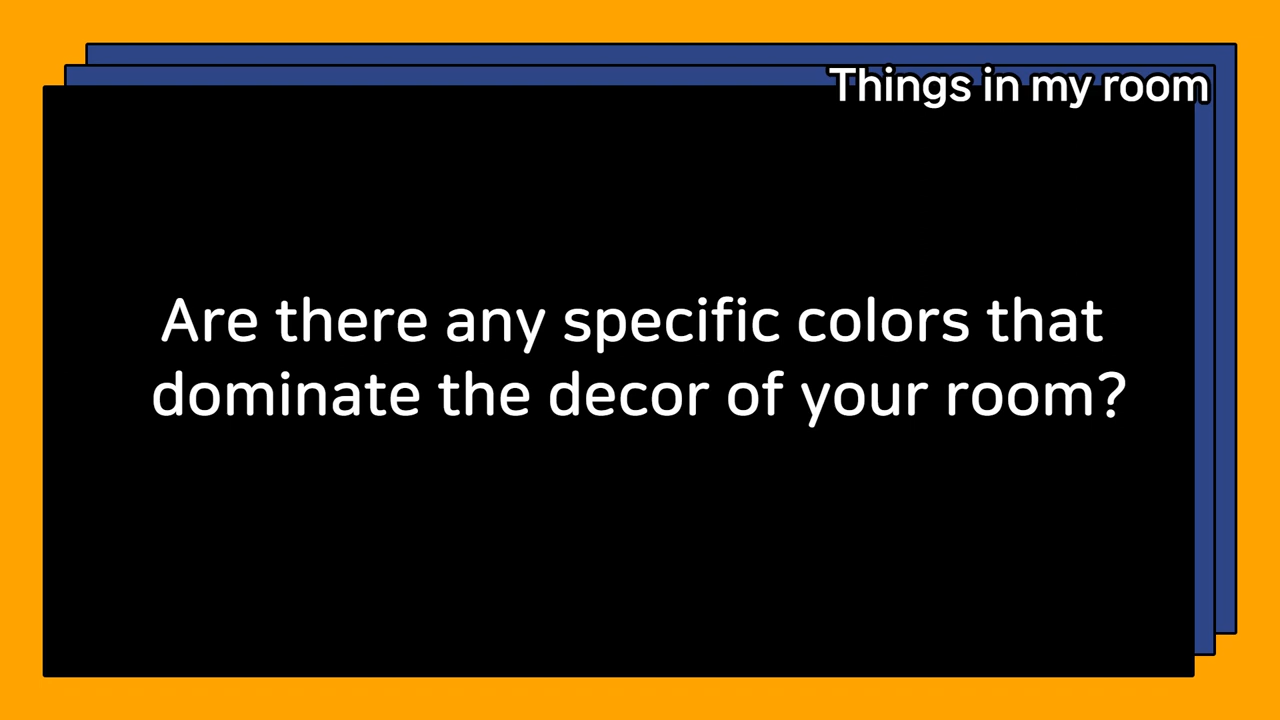 Things in my room
Are there any specific colors that
dominate the decor of your room?